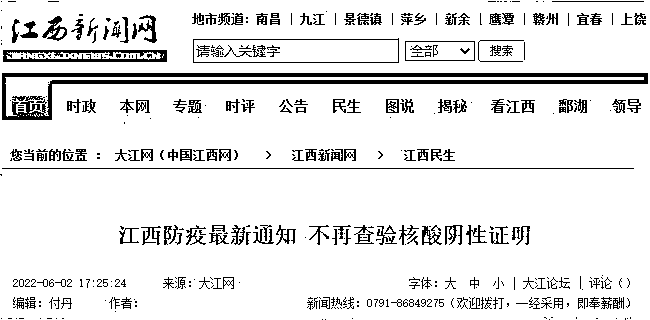 江西新闻网
JIANGXI.JXNEWS.COM.CN
地市频道：南昌 | 九江 | 景德镇 | 萍乡 | 新余 | 鹰潭 | 赣州 | 宜春 | 上饶
请输入关键字 全部 搜索
首页 时政 本网 专题 时评 公告 民生 图说 揭秘 看江西 鄱湖 领导
您当前的位置 ： 大江网（中国江西网） > 江西新闻网 > 江西民生
江西防疫最新通知 不再查验核酸阴性证明
2022-06-02 17:25:24 来源：大江网 字体：大 中 小 | 大江论坛 | 评论（）
编辑：付丹 作者： 新闻热线：0791-86849275（欢迎拨打，一经采用，即奉薪酬）